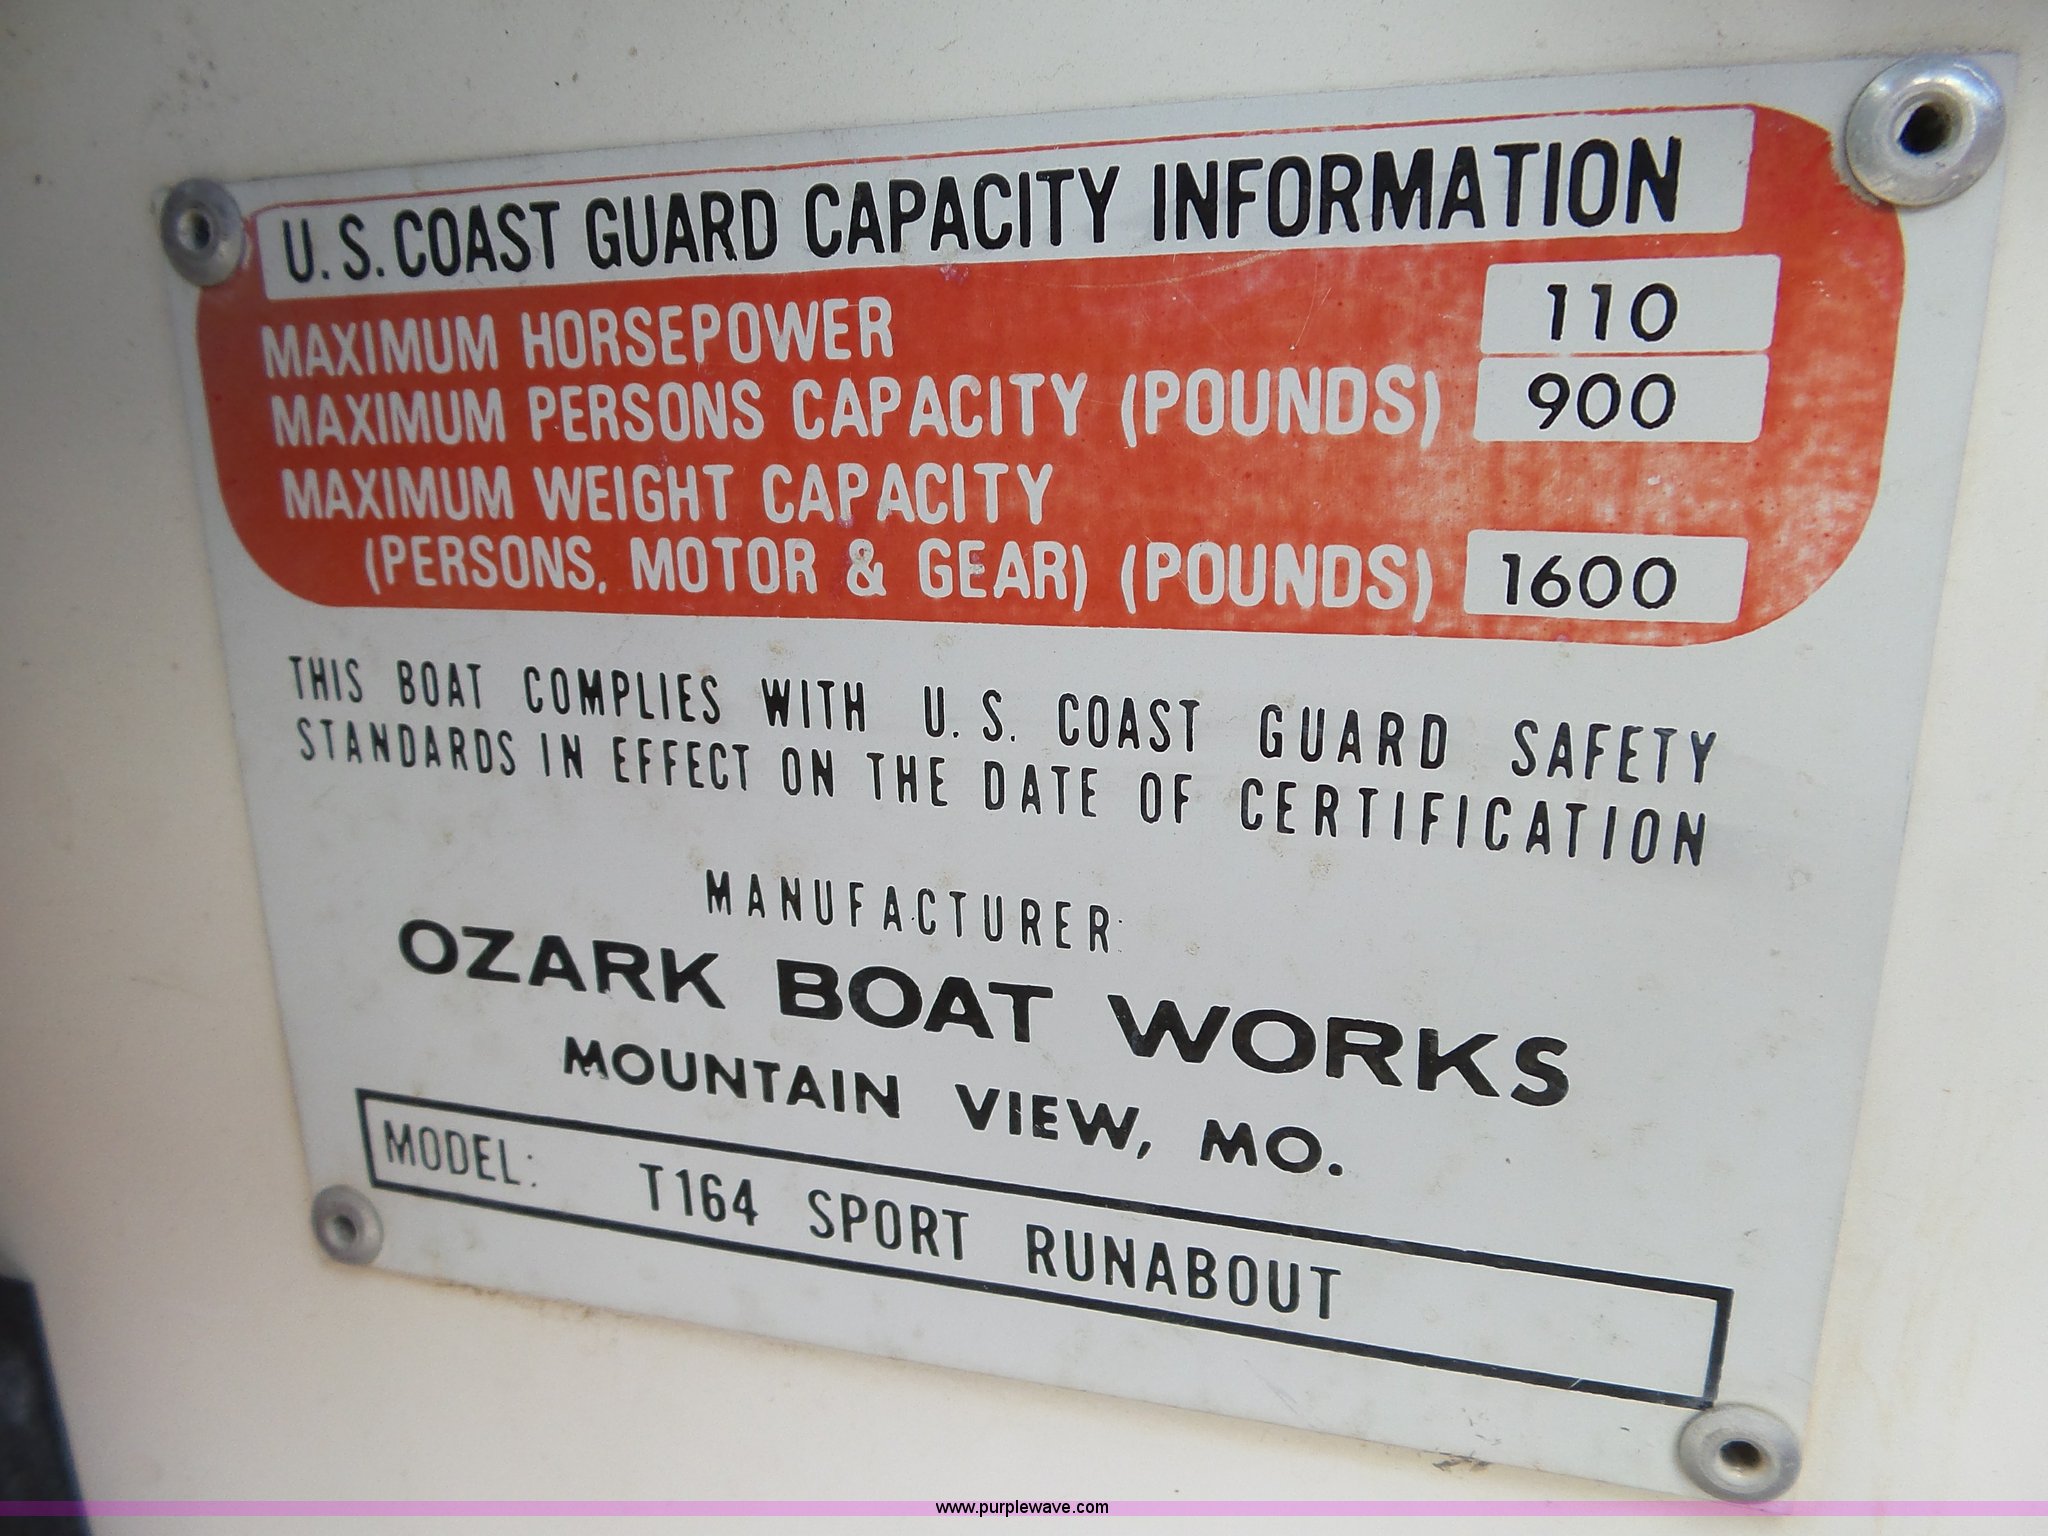 U.S. COAST GUARD CAPACITY INFORMATION
MAXIMUM HORSEPOWER 110
MAXIMUM PERSONS CAPACITY (POUNDS) 900
MAXIMUM WEIGHT CAPACITY
(PERSONS, MOTOR & GEAR) (POUNDS) 1600
THIS BOAT COMPLIES WITH U.S. COAST GUARD SAFETY
STANDARDS IN EFFECT ON THE DATE OF CERTIFICATION
MANUFACTURER:
OZARK BOAT WORKS
MOUNTAIN VIEW, MO.
MODEL: T164 SPORT RUNABOUT
www.purplewave.com